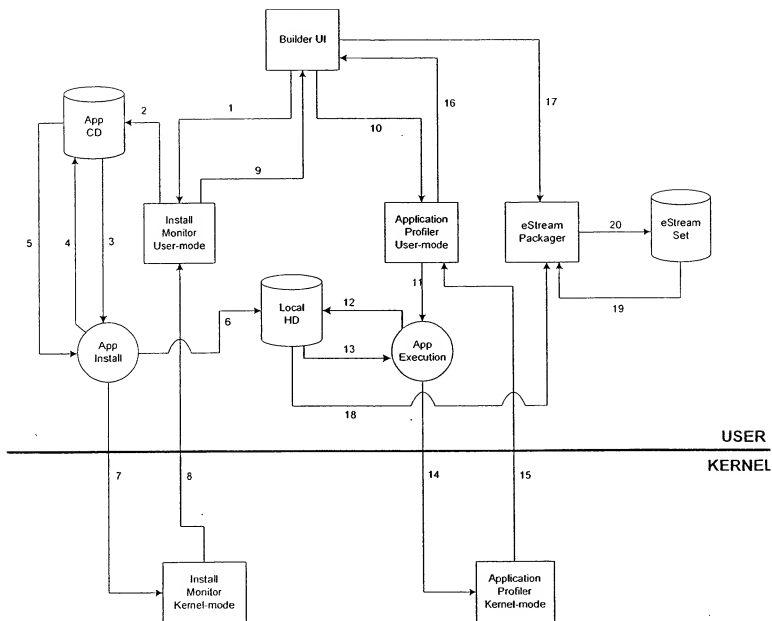 Builder UI
App
CD
2
1
10
16
17
9
5
4
3
Install
Monitor
User-mode
Application
Profiler
User-mode
eStream
Packager
20
eStream
Set
19
11
6
Local
HD
12
13
App
Install
App
Execution
18
USER
KERNEL
7
8
14
15
Install
Monitor
Kernel-mode
Application
Profiler
Kernel-mode